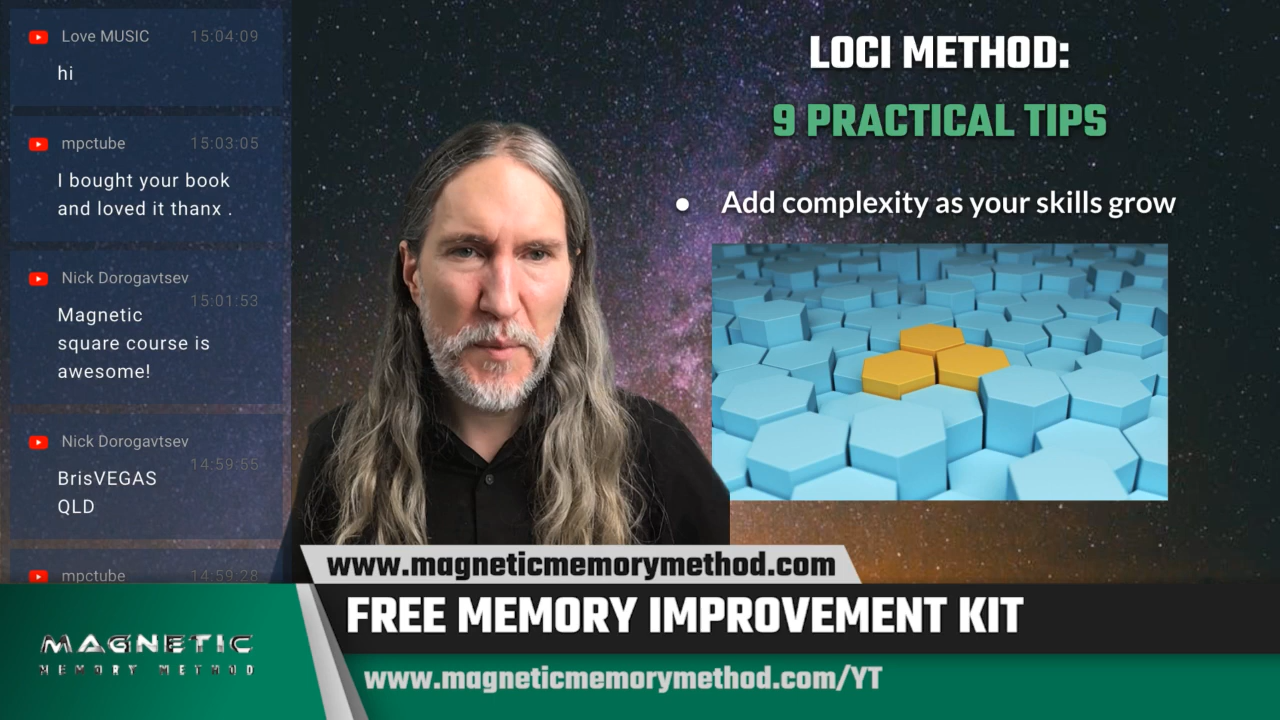 Love MUSIC 15:04:09
hi
mpctube 15:03:05
I bought your book
and loved it thanx .
Nick Dorogavtsev
15:01:53
Magnetic
square course is
awesome!
Nick Dorogavtsev
14:59:55
BrisVEGAS
QLD
mpctube 14:59:28
LOCI METHOD:
9 PRACTICAL TIPS
• Add complexity as your skills grow
www.magneticmemorymethod.com
FREE MEMORY IMPROVEMENT KIT
www.magneticmemorymethod.com/YT
MAGNETIC
MEMORY METHOD